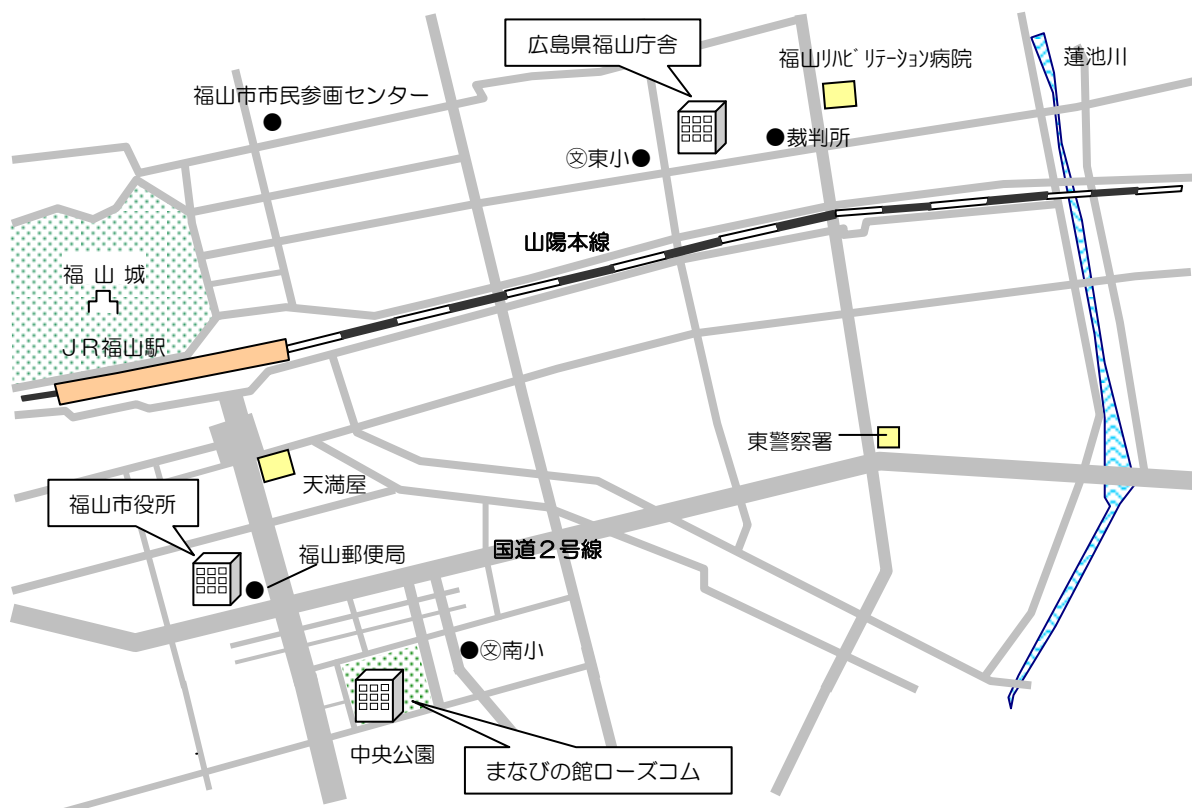 広島県福山庁舎
福山ﾘﾊﾋﾞﾘﾃｰｼｮﾝ病院
蓮池川
福山市市民参画センター
●裁判所
㊛東小●
山陽本線
福山城
ＪＲ福山駅
東警察署
天満屋
福山市役所
福山郵便局
国道２号線
●㊛南小
中央公園
まなびの館ローズコム